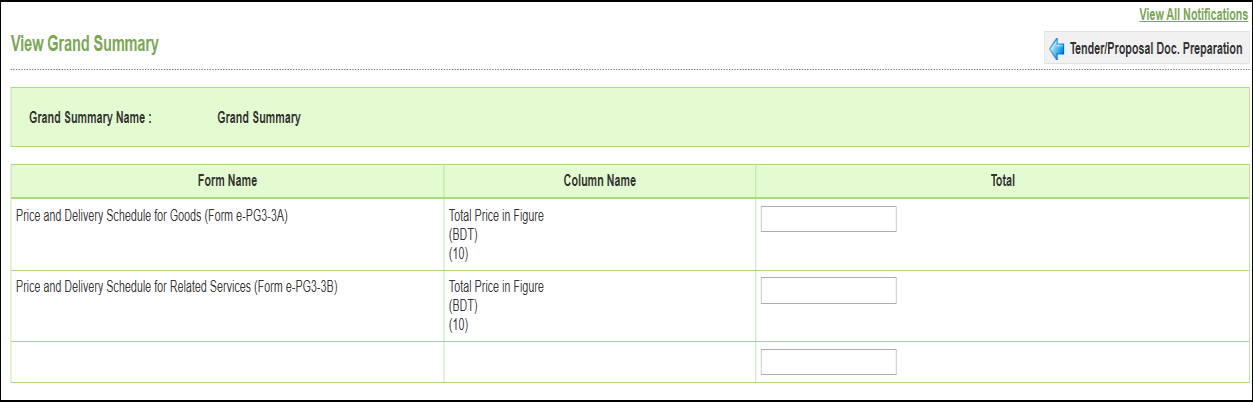 View All Notifications
View Grand Summary
Tender/Proposal Doc. Preparation
Grand Summary Name : Grand Summary
Form Name Column Name Total
Price and Delivery Schedule for Goods (Form e-PG3-3A) Total Price in Figure
(BDT)
(10)
Price and Delivery Schedule for Related Services (Form e-PG3-3B) Total Price in Figure
(BDT)
(10)